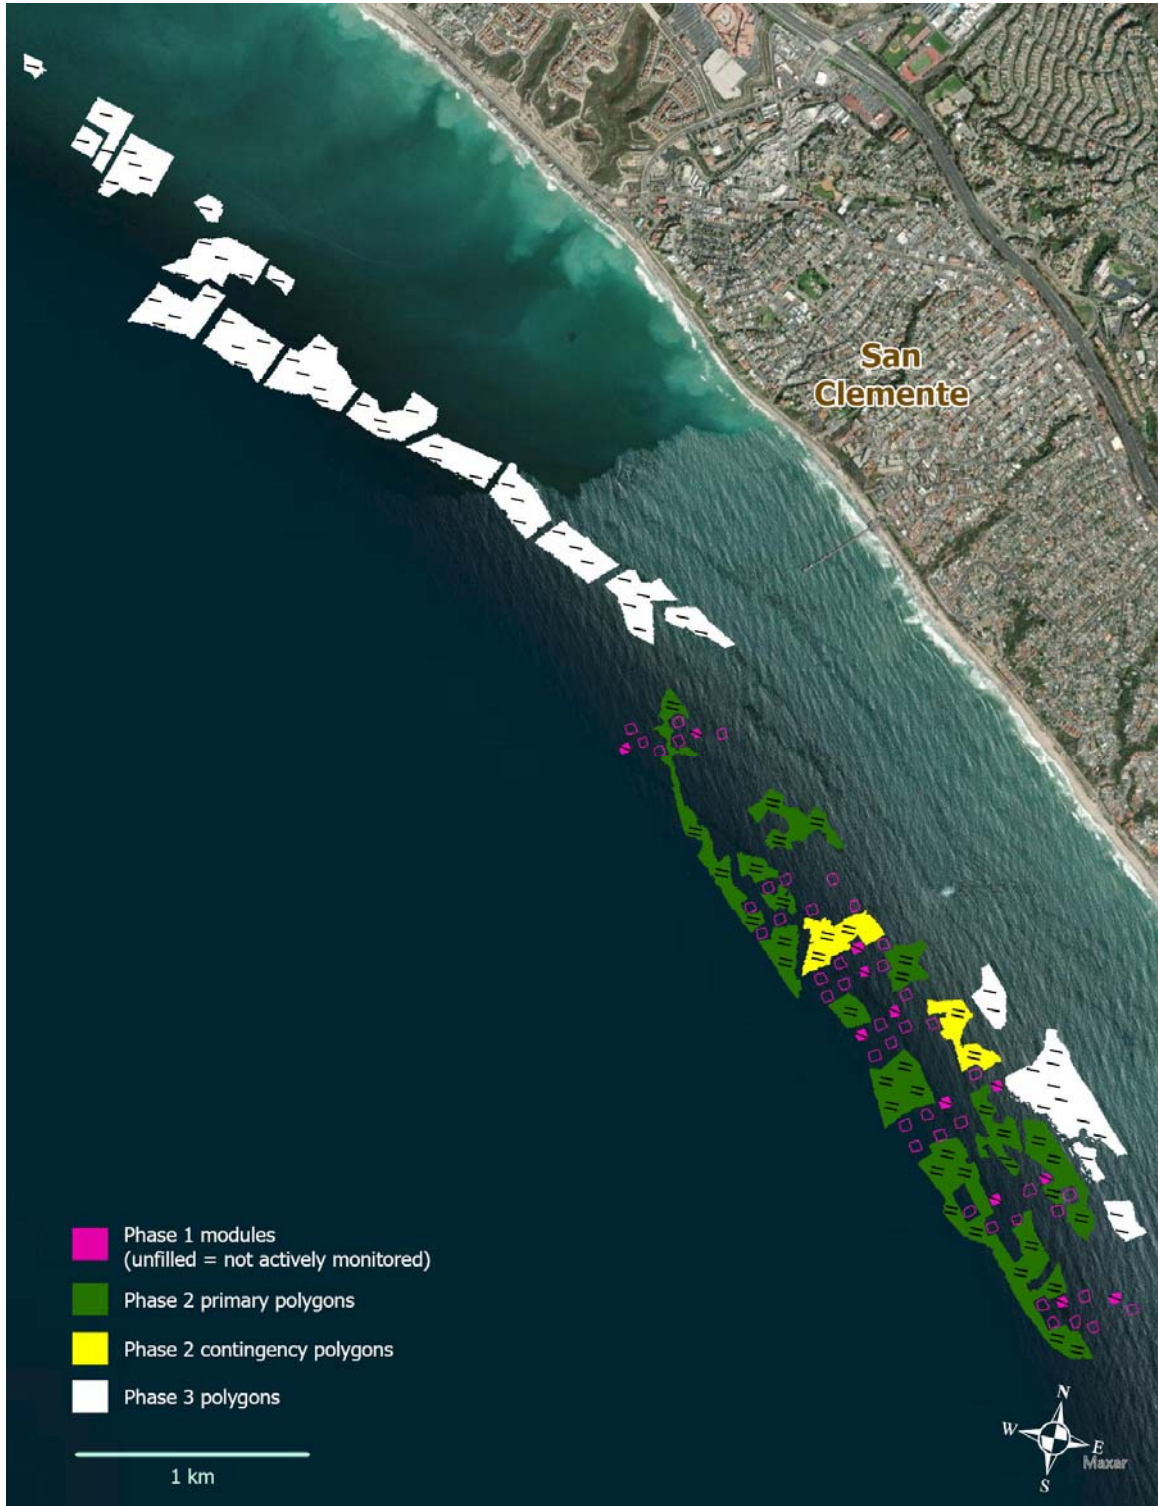 San
Clemente
Phase 1 modules
(unfilled = not actively monitored)
Phase 2 primary polygons
Phase 2 contingency polygons
Phase 3 polygons
1 km
N
W
E
S
Maxar